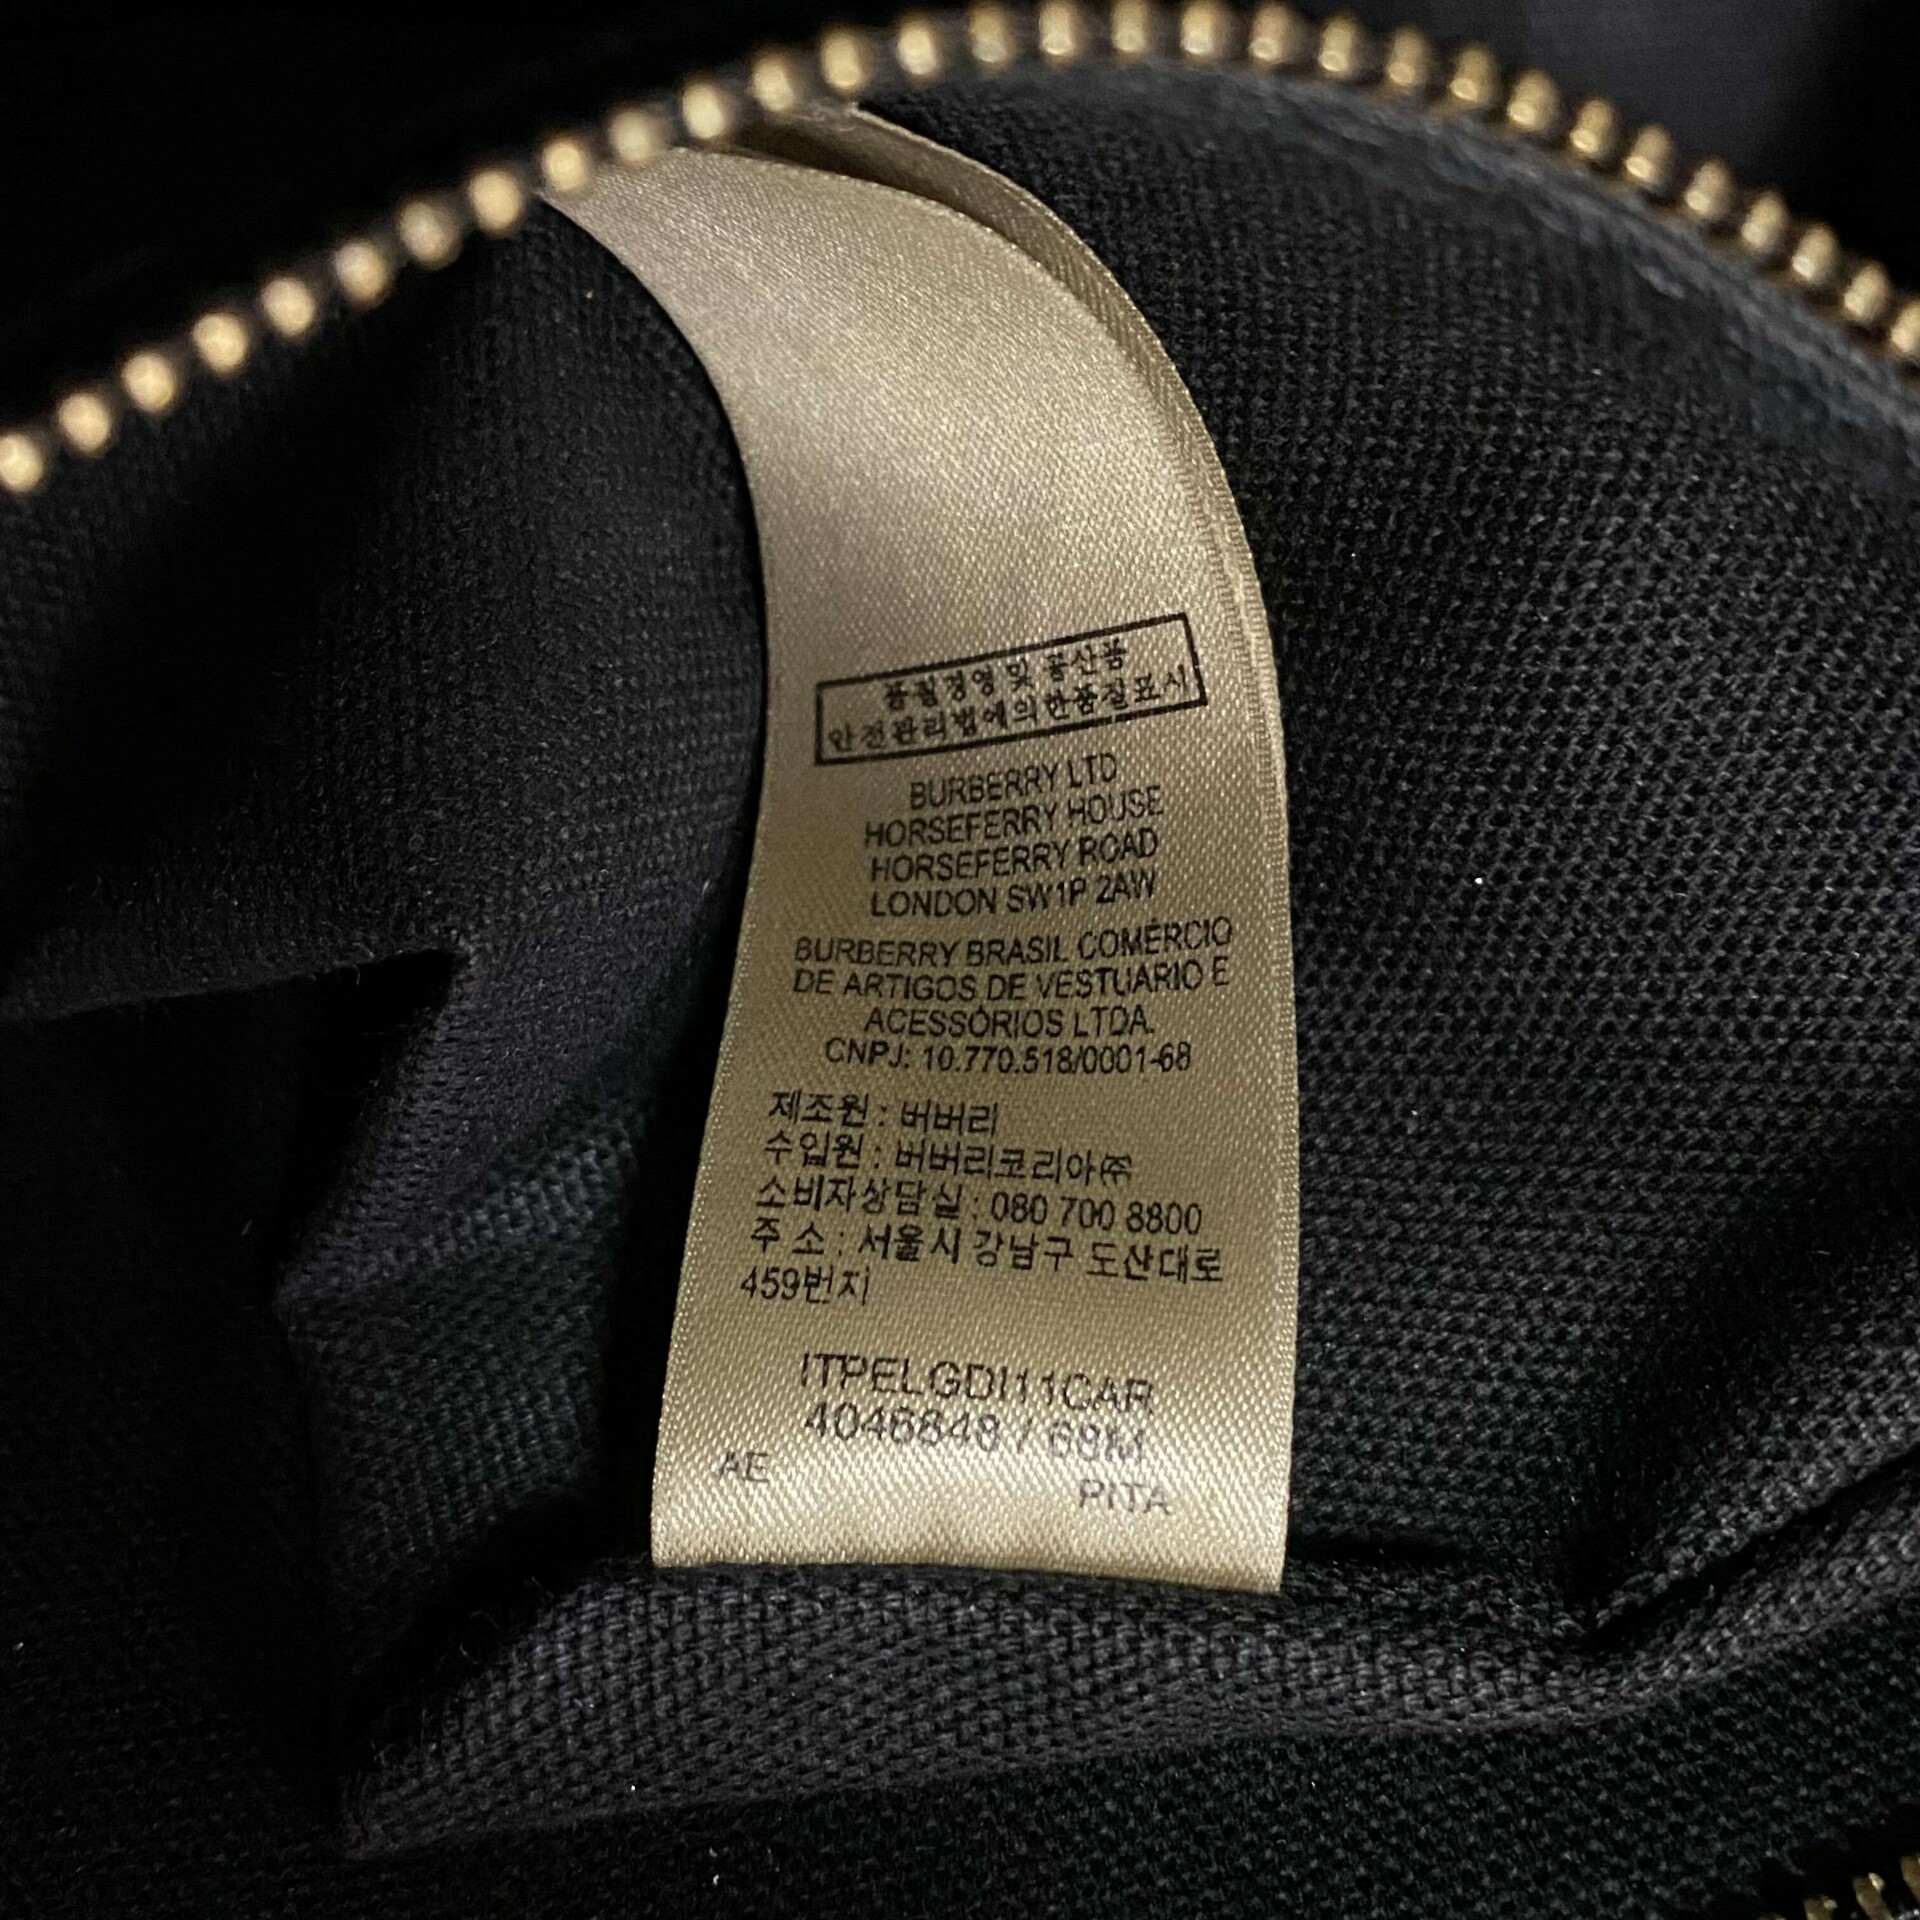 품질경영 및 공산품
안전관리법에의한품질표시
BURBERRY LTD
HORSEFERRY HOUSE
HORSEFERRY ROAD
LONDON SW1P 2AW
BURBERRY BRASIL COMÉRCIO
DE ARTIGOS DE VESTUARIO E
ACESSÓRIOS LTDA.
CNPJ: 10.770.518/0001-68
제조원 : 버버리
수입원 : 버버리코리아㈜
소비자상담실 : 080 700 8800
주 소 : 서울시 강남구 도산대로
459번지
ITPELGDI11CAR
4046848 / 68M
AE PITA